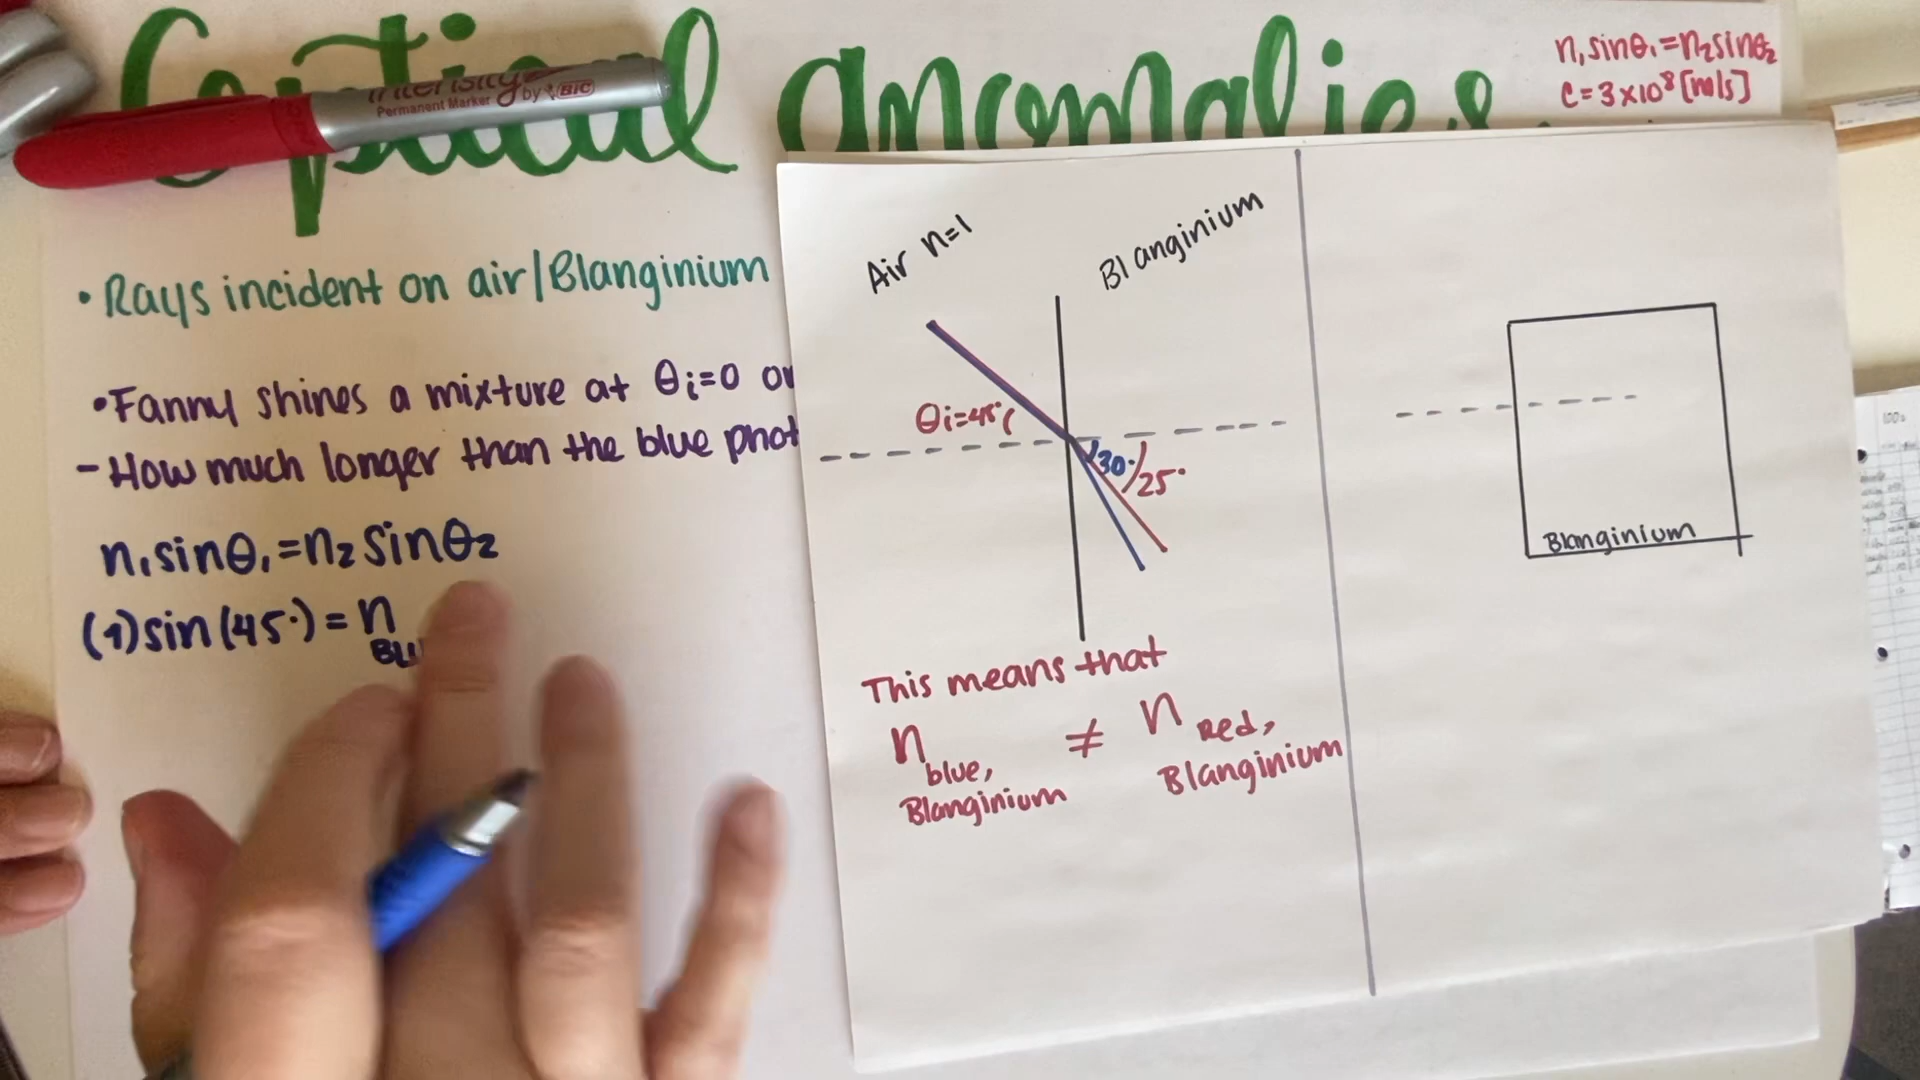 Optical anomalies
n₁sinθ₁=n₂sinθ₂
C=3×10⁸[m/s]
Intensity by BIC
Permanent Marker
• Rays incident on air/Blanginium
• Fanny shines a mixture at θi=0 on
- How much longer than the blue phot
n₁sinθ₁=n₂sinθ₂
(1)sin(45°)=n
Air n=1
Blanginium
θi=45°
30°
25°
This means that
n blue, Blanginium ≠ n Red, Blanginium
Blanginium